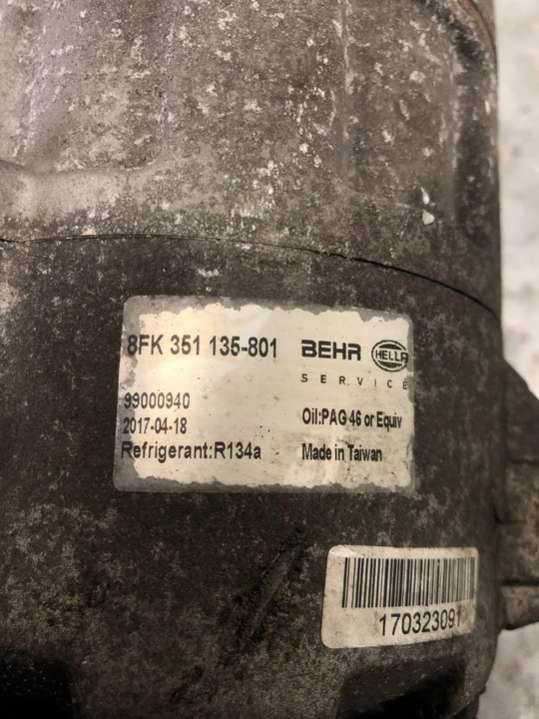 8FK 351 135-801 BEHR HELLA
SERVICE
99000940
2017-04-18 Oil:PAG 46 or Equiv
Refrigerant:R134a Made in Taiwan
170323091